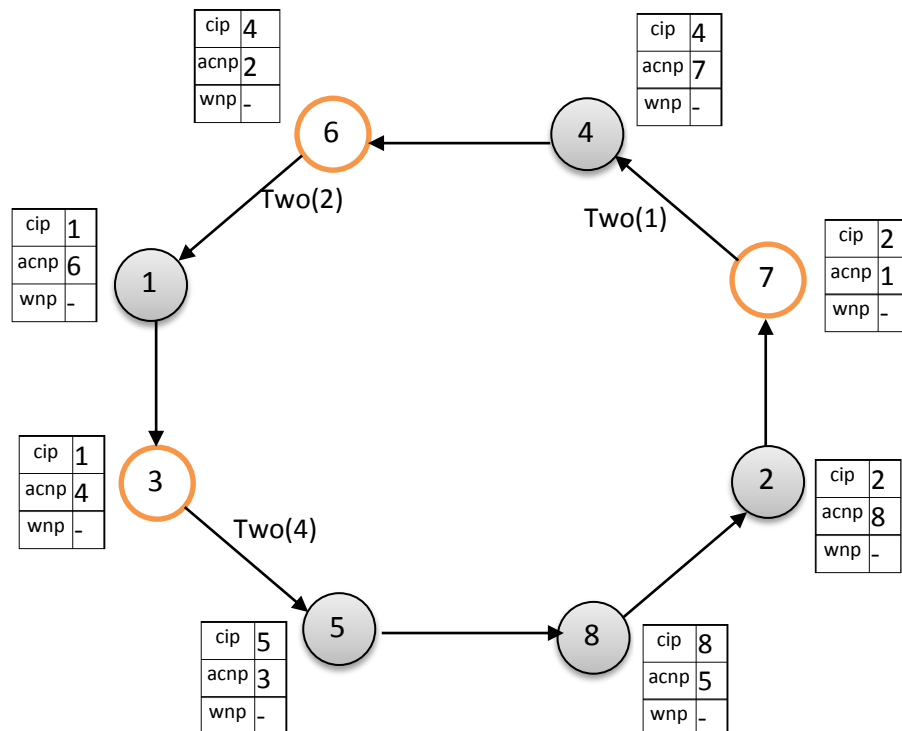 cip 4
acnp 2
wnp -
cip 4
acnp 7
wnp -
6
4
Two(2)
Two(1)
cip 1
acnp 6
wnp -
1
7
cip 2
acnp 1
wnp -
cip 1
acnp 4
wnp -
3
2
cip 2
acnp 8
wnp -
Two(4)
5
8
cip 5
acnp 3
wnp -
cip 8
acnp 5
wnp -